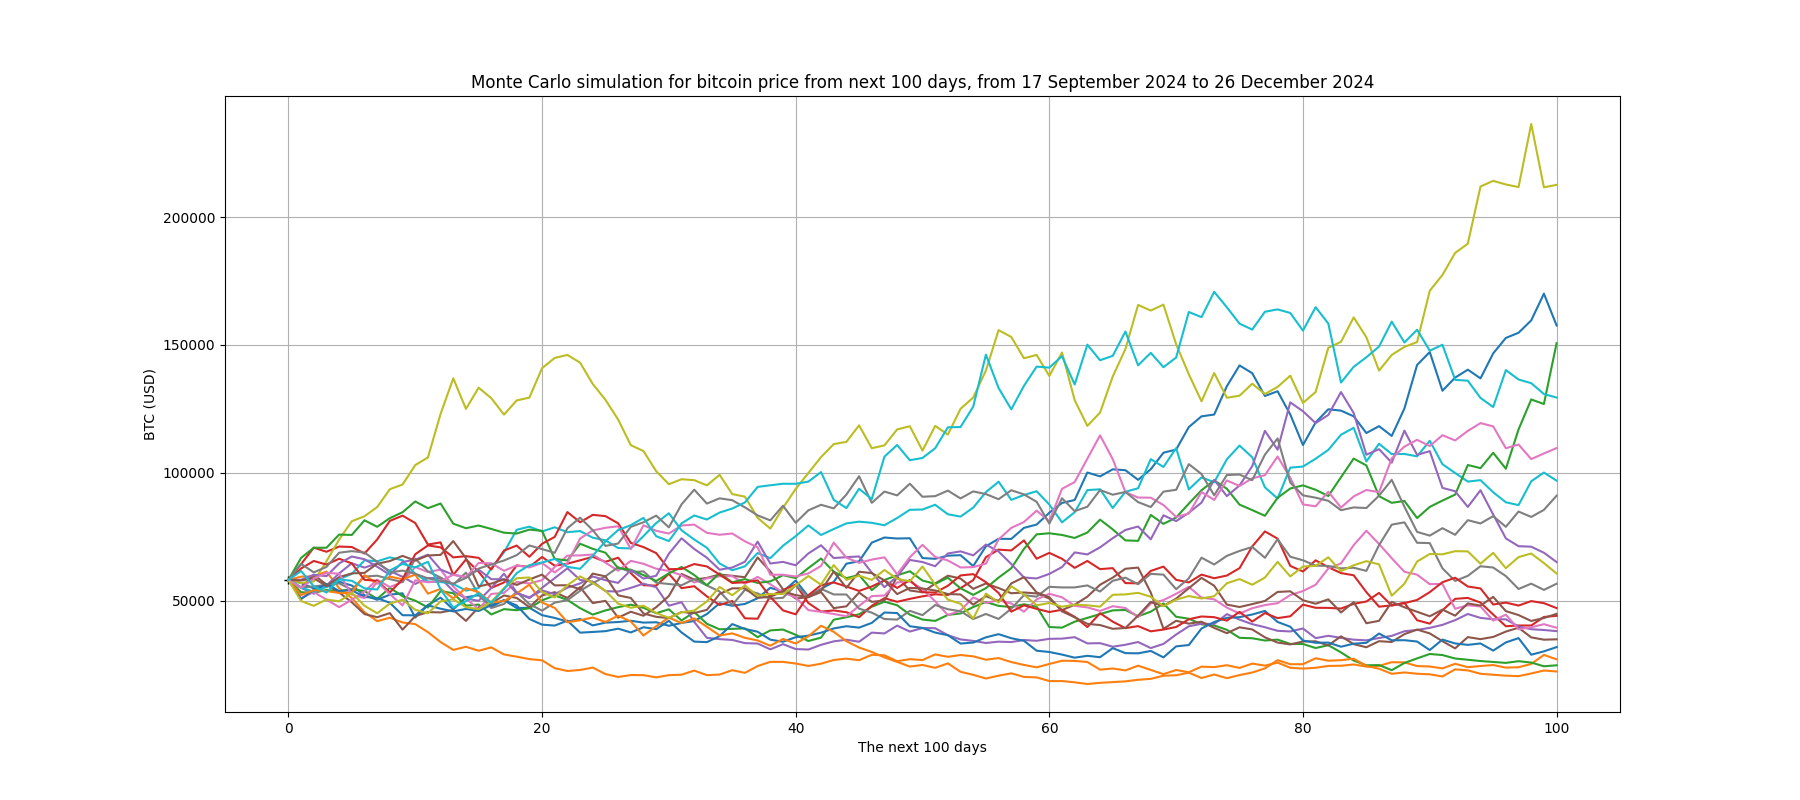 Monte Carlo simulation for bitcoin price from next 100 days, from 17 September 2024 to 26 December 2024
BTC (USD)
200000
150000
100000
50000
0 20 40 60 80 100
The next 100 days